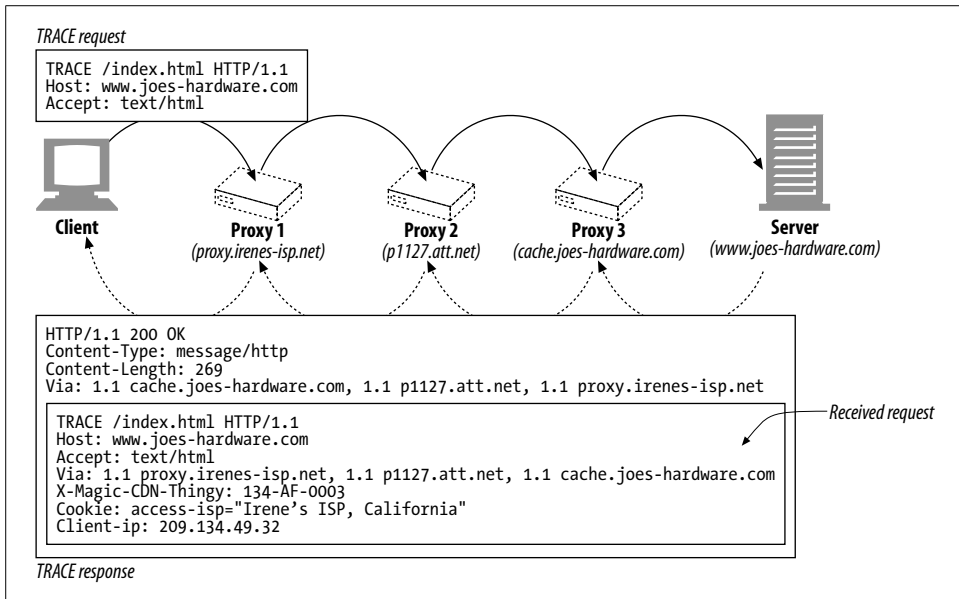 TRACE request
TRACE /index.html HTTP/1.1
Host: www.joes-hardware.com
Accept: text/html
Client
Proxy 1
(proxy.irenes-isp.net)
Proxy 2
(p1127.att.net)
Proxy 3
(cache.joes-hardware.com)
Server
(www.joes-hardware.com)
HTTP/1.1 200 OK
Content-Type: message/http
Content-Length: 269
Via: 1.1 cache.joes-hardware.com, 1.1 p1127.att.net, 1.1 proxy.irenes-isp.net
TRACE /index.html HTTP/1.1
Host: www.joes-hardware.com
Accept: text/html
Via: 1.1 proxy.irenes-isp.net, 1.1 p1127.att.net, 1.1 cache.joes-hardware.com
X-Magic-CDN-Thingy: 134-AF-0003
Cookie: access-isp="Irene's ISP, California"
Client-ip: 209.134.49.32
Received request
TRACE response